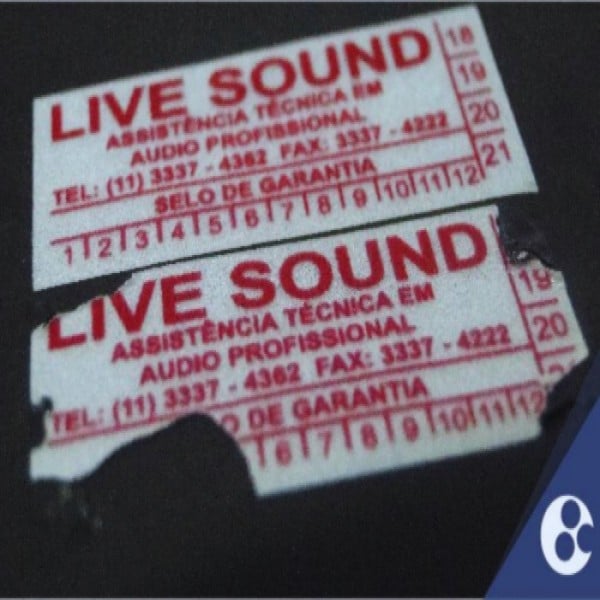 LIVE SOUND
ASSISTÊNCIA TÉCNICA EM
AUDIO PROFISSIONAL
TEL: (11) 3337 - 4362 FAX: 3337 - 4222
SELO DE GARANTIA
1 2 3 4 5 6 7 8 9 10 11 12
18
19
20
21
LIVE SOUND
ASSISTÊNCIA TÉCNICA EM
AUDIO PROFISSIONAL
TEL: (11) 3337 - 4362 FAX: 3337 - 4222
O DE GARANTIA
6 7 8 9 10 11 12
19
20